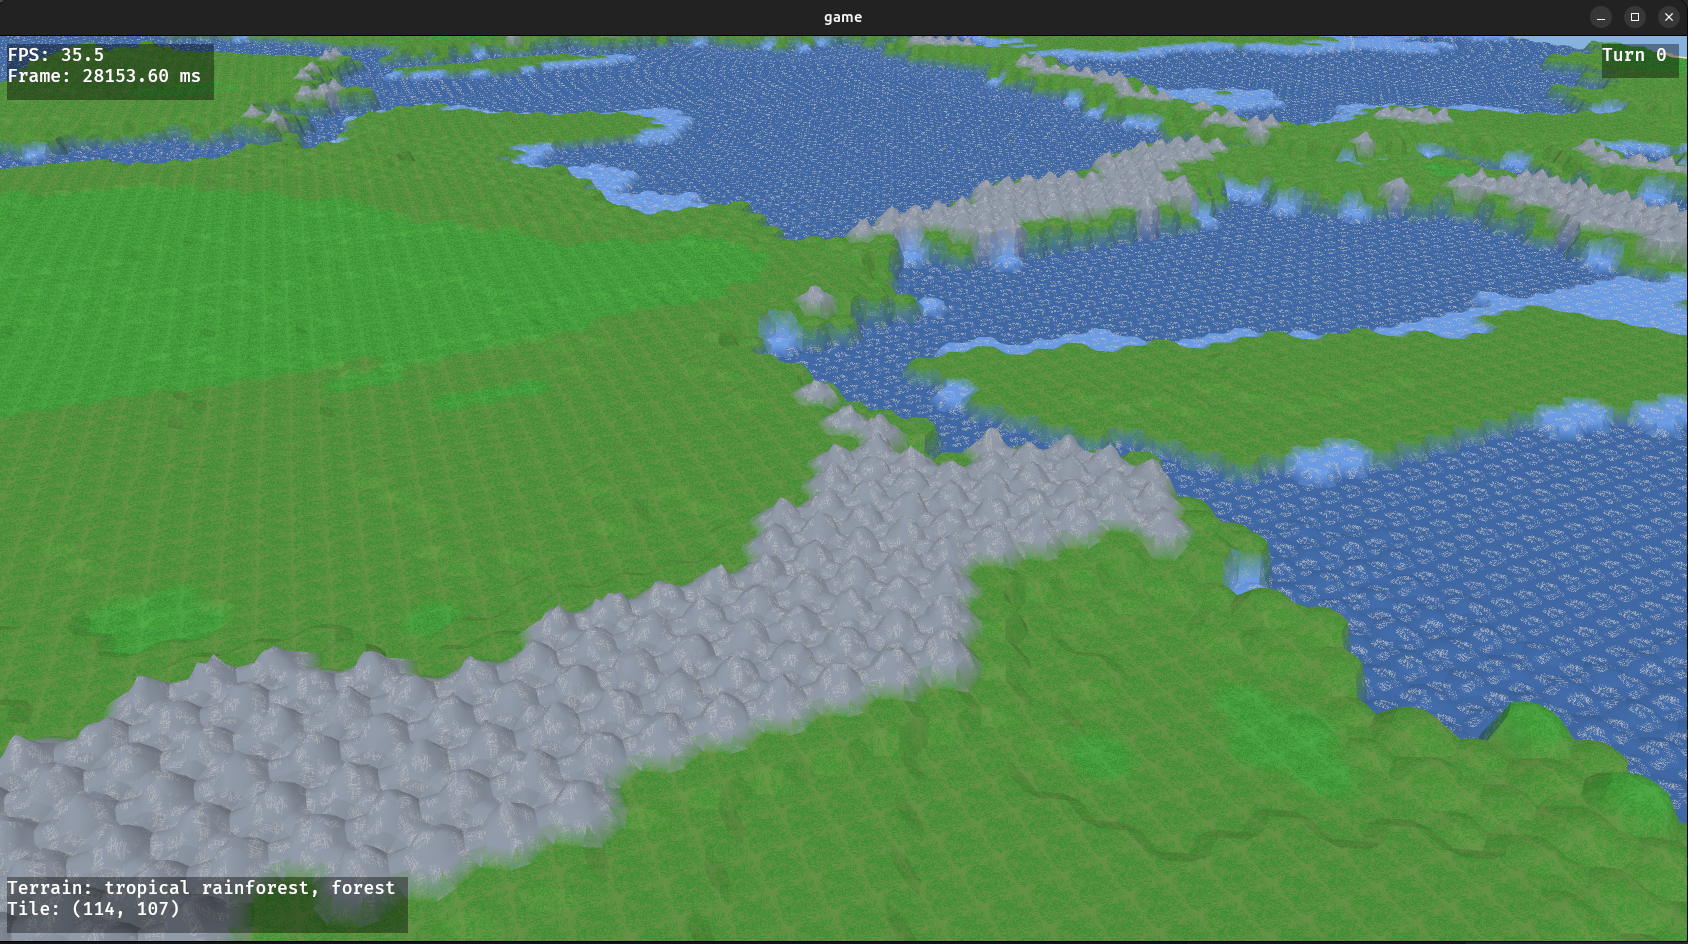 game
FPS: 35.5
Frame: 28153.60 ms
Turn 0
Terrain: tropical rainforest, forest
Tile: (114, 107)